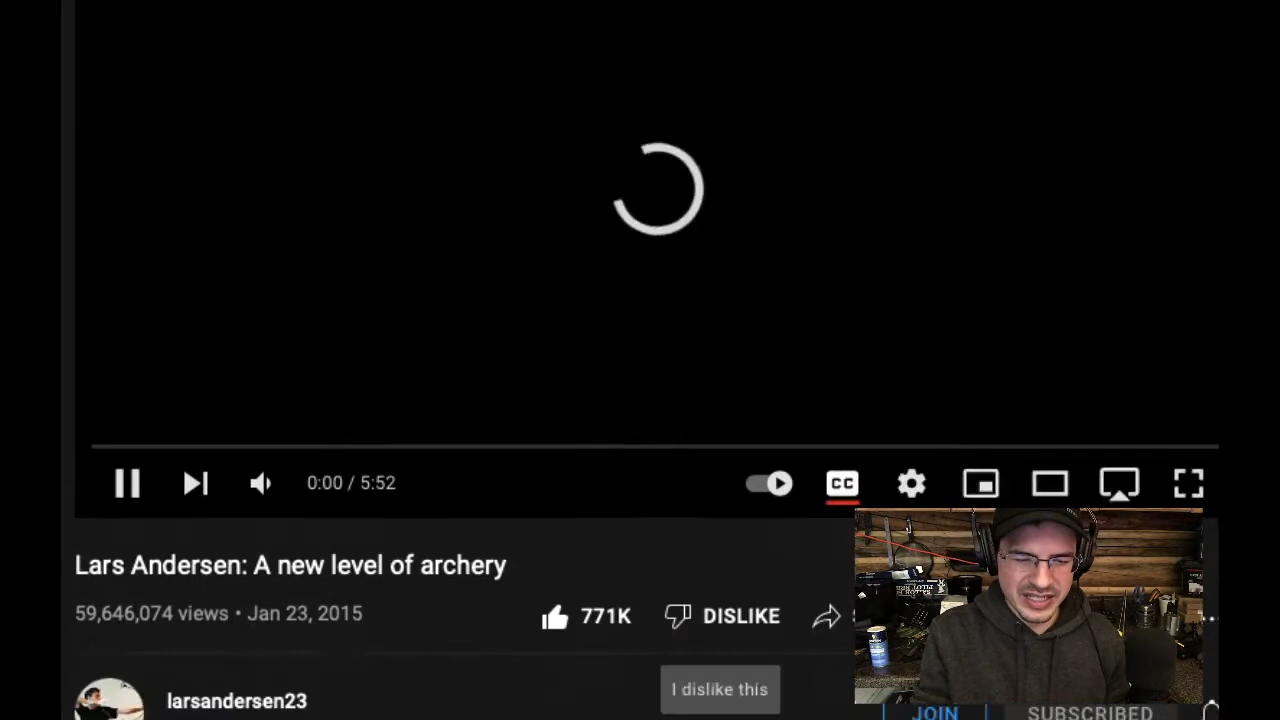 0:00 / 5:52
CC
Lars Andersen: A new level of archery
59,646,074 views • Jan 23, 2015
771K
DISLIKE
I dislike this
larsandersen23
JOIN
SUBSCRIBED